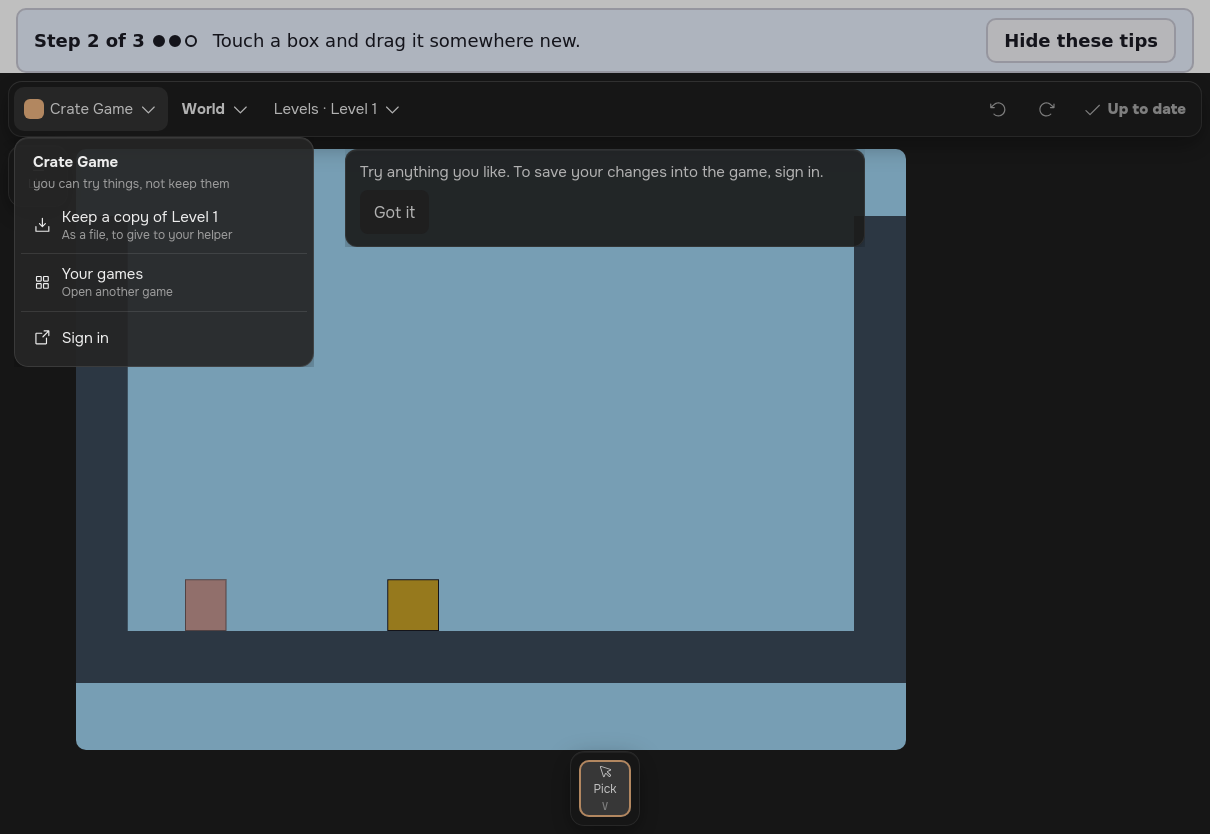 Step 2 of 3 Touch a box and drag it somewhere new. Hide these tips
Crate Game World Levels · Level 1 Up to date
Crate Game
you can try things, not keep them
Keep a copy of Level 1
As a file, to give to your helper
Your games
Open another game
Sign in
Try anything you like. To save your changes into the game, sign in.
Got it
Pick
V